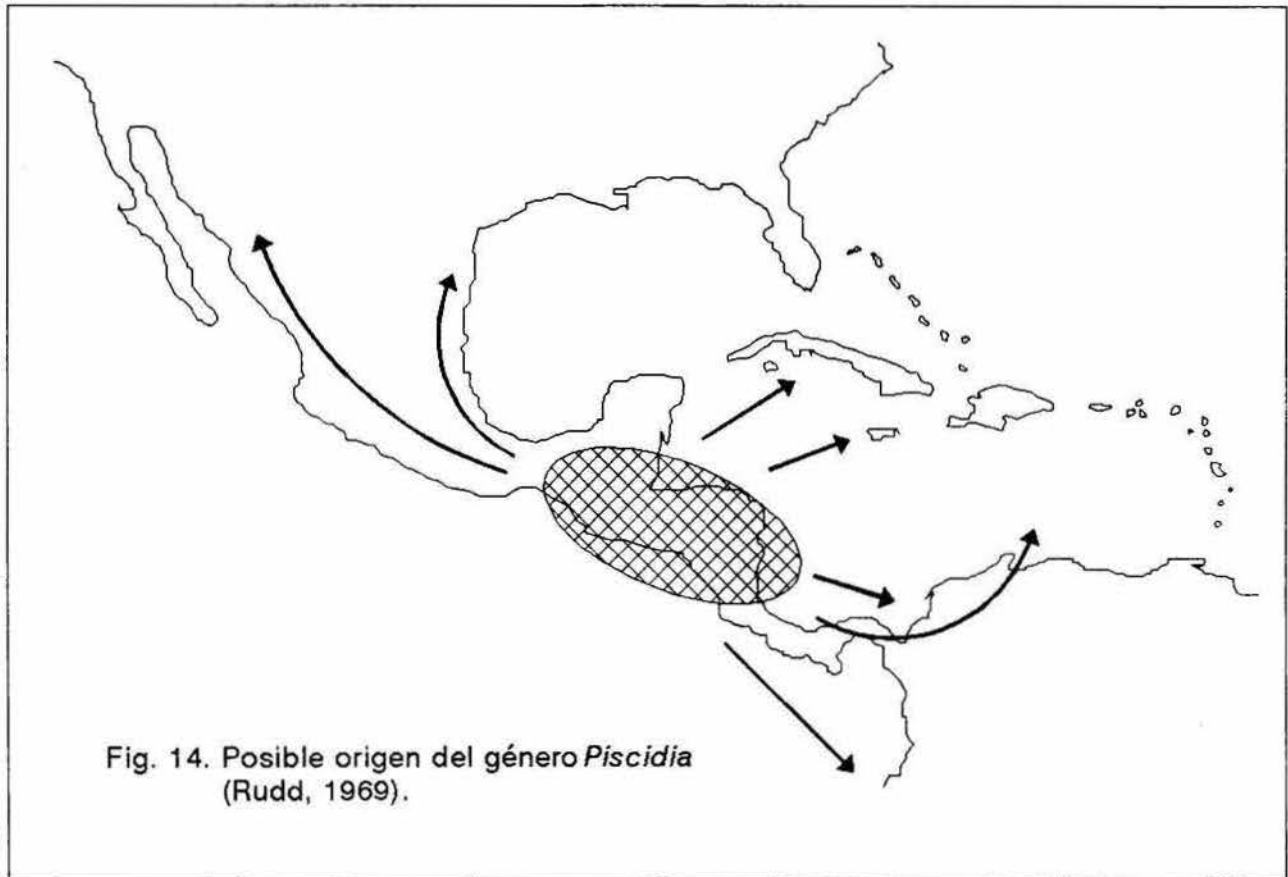 Fig. 14. Posible origen del género Piscidia
(Rudd, 1969).